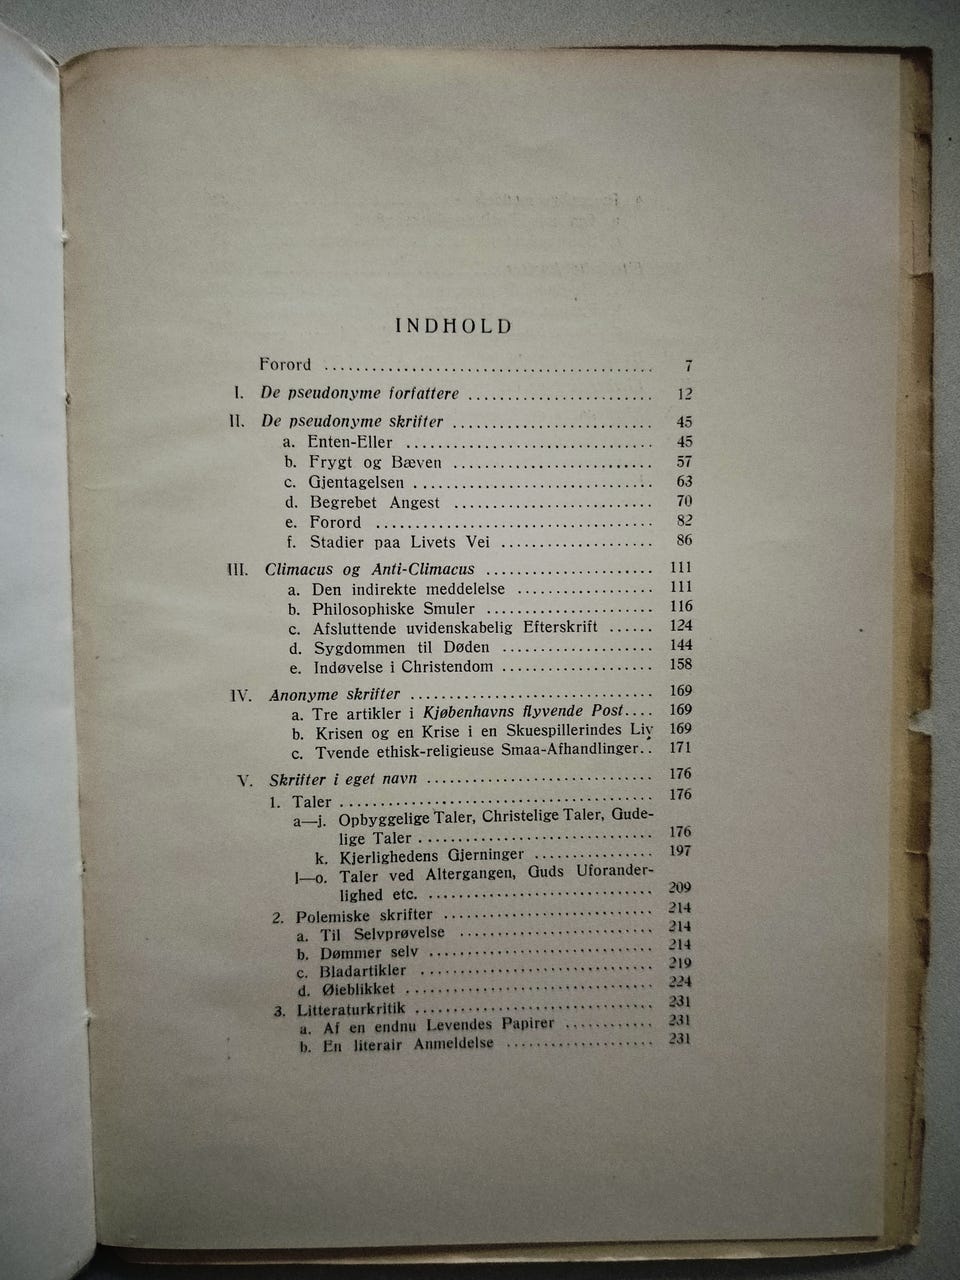 INDHOLD
Forord ........................................ 7
I. De pseudonyme forfattere ....................... 12
II. De pseudonyme skrifter ......................... 45
a. Enten-Eller ............................... 45
b. Frygt og Bæven ......................... 57
c. Gjentagelsen .............................. 63
d. Begrebet Angest ......................... 70
e. Forord ................................... 82
f. Stadier paa Livets Vei ................... 86
III. Climacus og Anti-Climacus ..................... 111
a. Den indirekte meddelelse ................. 111
b. Philosophiske Smuler ..................... 116
c. Afsluttende uvidenskabelig Efterskrift ...... 124
d. Sygdommen til Døden ................... 144
e. Indøvelse i Christendom ................... 158
IV. Anonyme skrifter .............................. 169
a. Tre artikler i Kjøbenhavns flyvende Post.... 169
b. Krisen og en Krise i en Skuespillerindes Liv 169
c. Tvende ethisk-religieuse Smaa-Afhandlinger.. 171
V. Skrifter i eget navn ............................ 176
1. Taler ....................................... 176
a—j. Opbyggelige Taler, Christelige Taler, Gude-
lige Taler .............................. 176
k. Kjerlighedens Gjerninger ................ 197
l—o. Taler ved Altergangen, Guds Uforander-
lighed etc. ............................ 209
2. Polemiske skrifter .......................... 214
a. Til Selvprøvelse ......................... 214
b. Dømmer selv ............................ 214
c. Bladartikler ............................. 219
d. Øieblikket ............................... 224
3. Litteraturkritik .............................. 231
a. Af en endnu Levendes Papirer ............ 231
b. En literair Anmeldelse ................... 231